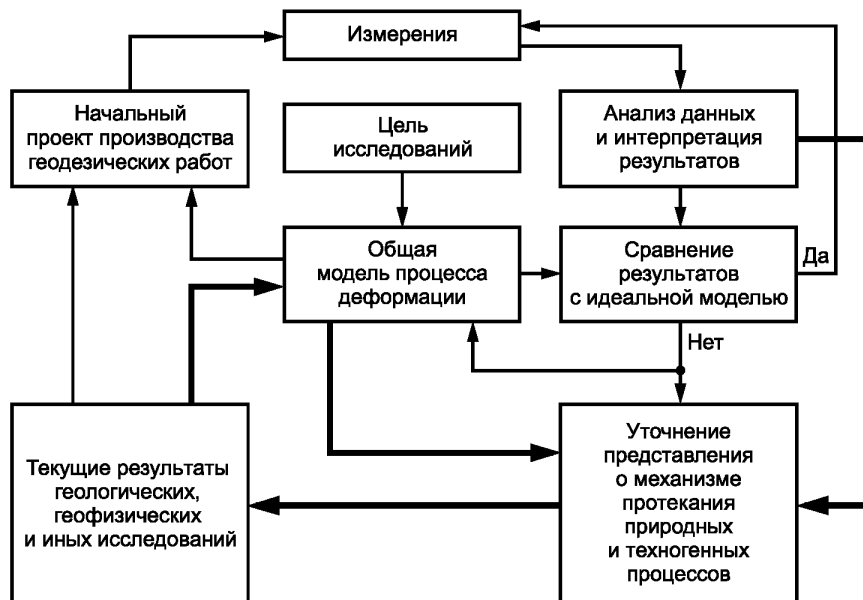 Измерения
Начальный
проект производства
геодезических работ
Цель
исследований
Анализ данных
и интерпретация
результатов
Общая
модель процесса
деформации
Сравнение
результатов
с идеальной моделью
Да
Нет
Текущие результаты
геологических,
геофизических
и иных исследований
Уточнение
представления
о механизме
протекания
природных
и техногенных
процессов